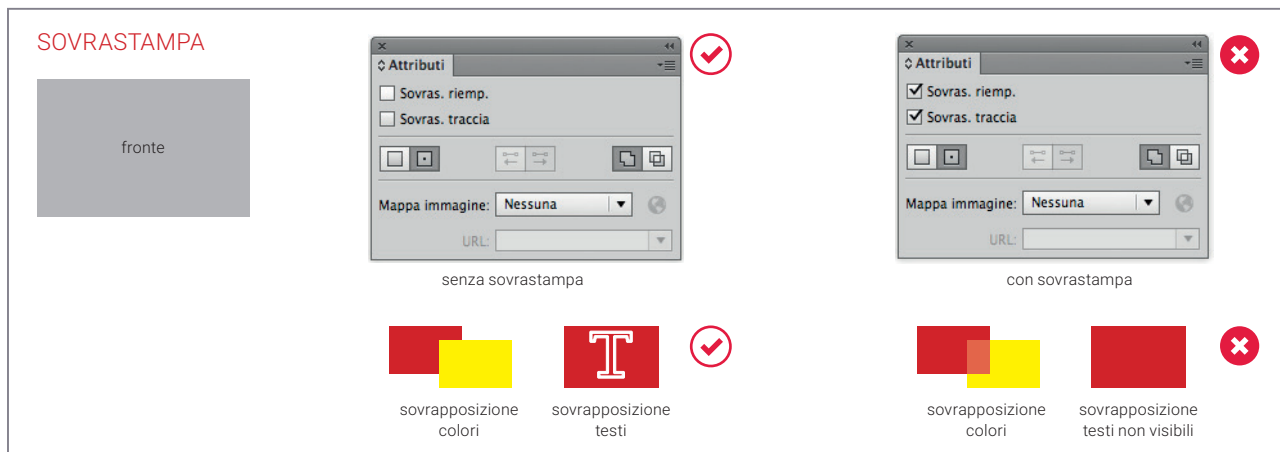 SOVRASTAMPA
fronte
Attributi
Sovras. riemp.
Sovras. traccia
Mappa immagine: Nessuna
URL:
senza sovrastampa
T
sovrapposizione
colori
sovrapposizione
testi
Attributi
Sovras. riemp.
Sovras. traccia
Mappa immagine: Nessuna
URL:
con sovrastampa
sovrapposizione
colori
sovrapposizione
testi non visibili